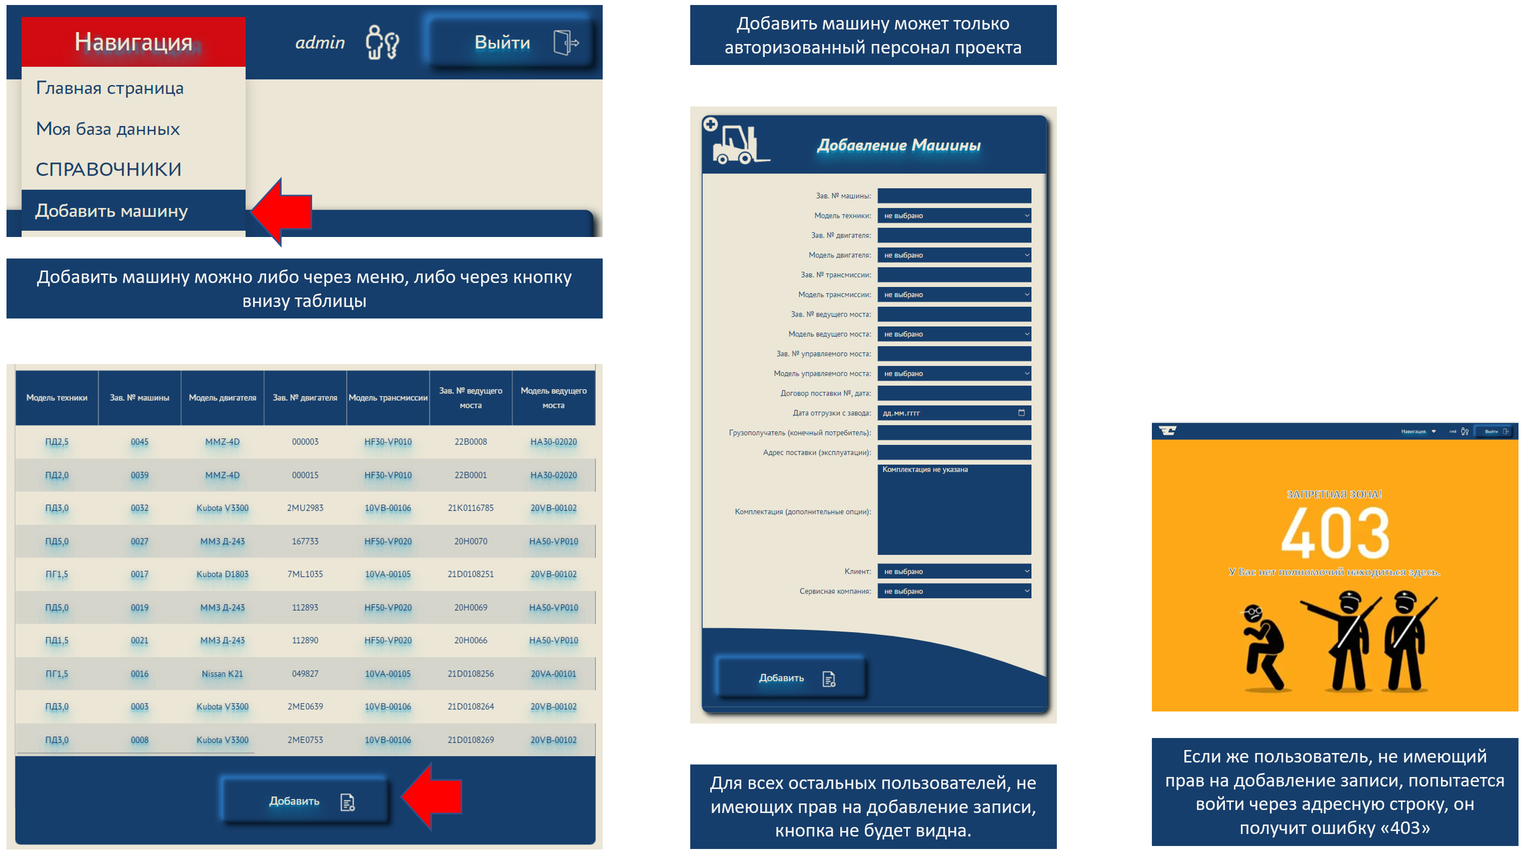 Навигация
admin
Выйти
Главная страница
Моя база данных
СПРАВОЧНИКИ
Добавить машину
Добавить машину можно либо через меню, либо через кнопку
внизу таблицы
Модель техники Зав. № машины Модель двигателя Зав. № двигателя Модель трансмиссии Зав. № ведущего моста Модель ведущего моста
ПД2,5 0045 MMZ-4D 000003 HF30-VP010 22B0008 HA30-02020
ПД2,0 0039 MMZ-4D 000015 HF30-VP010 22B0001 HA30-02020
ПД3,0 0032 Kubota V3300 2MU2983 10VB-00106 21K0116785 20VB-00102
ПД5,0 0027 ММЗ Д-243 167733 HF50-VP020 20H0070 HA50-VP010
ПГ1,5 0017 Kubota D1803 7ML1035 10VA-00105 21D0108251 20VB-00102
ПД5,0 0019 ММЗ Д-243 112893 HF50-VP020 20H0069 HA50-VP010
ПД1,5 0021 ММЗ Д-243 112890 HF50-VP020 20H0066 HA50-VP010
ПГ1,5 0016 Nissan K21 049827 10VA-00105 21D0108256 20VA-00101
ПД3,0 0003 Kubota V3300 2ME0639 10VB-00106 21D0108264 20VB-00102
ПД3,0 0008 Kubota V3300 2ME0753 10VB-00106 21D0108269 20VB-00102
Добавить
Добавить машину может только
авторизованный персонал проекта
Добавление Машины
Зав. № машины:
Модель техники: не выбрано
Зав. № двигателя:
Модель двигателя: не выбрано
Зав. № трансмиссии:
Модель трансмиссии: не выбрано
Зав. № ведущего моста:
Модель ведущего моста: не выбрано
Зав. № управляемого моста:
Модель управляемого моста: не выбрано
Договор поставки №, дата:
Дата отгрузки с завода: дд.мм.гггг
Грузополучатель (конечный потребитель):
Адрес поставки (эксплуатации):
Комплектация (дополнительные опции): Комплектация не указана
Клиент: не выбрано
Сервисная компания: не выбрано
Добавить
Для всех остальных пользователей, не
имеющих прав на добавление записи,
кнопка не будет видна.
Навигация
Выйти
ЗАПРЕТНАЯ ЗОНА!
403
У Вас нет полномочий находиться здесь.
Если же пользователь, не имеющий
прав на добавление записи, попытается
войти через адресную строку, он
получит ошибку «403»